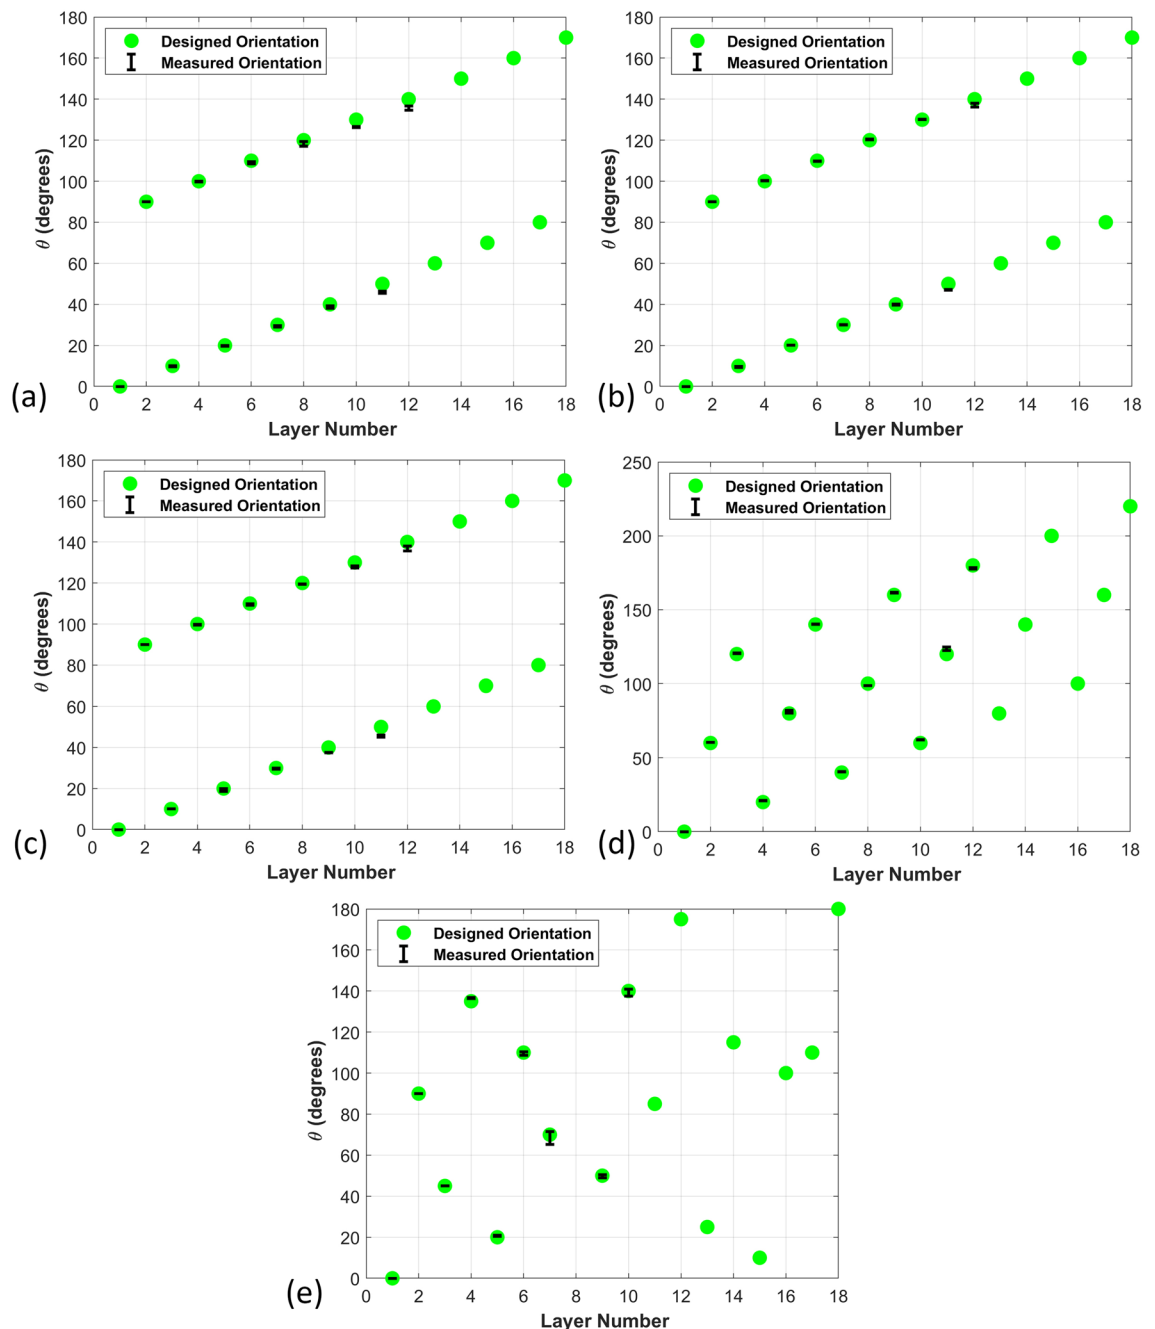 180
160
140
120
100
80
60
40
20
0
Designed Orientation
Measured Orientation
θ (degrees)
0 2 4 6 8 10 12 14 16 18
Layer Number
(a)
180
160
140
120
100
80
60
40
20
0
Designed Orientation
Measured Orientation
θ (degrees)
0 2 4 6 8 10 12 14 16 18
Layer Number
(b)
180
160
140
120
100
80
60
40
20
0
Designed Orientation
Measured Orientation
θ (degrees)
0 2 4 6 8 10 12 14 16 18
Layer Number
(c)
250
200
150
100
50
0
Designed Orientation
Measured Orientation
θ (degrees)
0 2 4 6 8 10 12 14 16 18
Layer Number
(d)
180
160
140
120
100
80
60
40
20
0
Designed Orientation
Measured Orientation
θ (degrees)
0 2 4 6 8 10 12 14 16 18
Layer Number
(e)